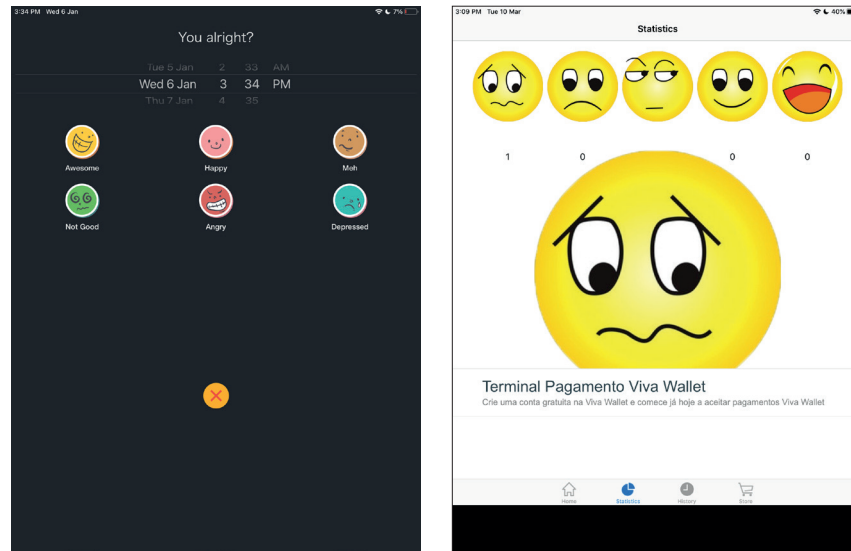 3:34 PM Wed 6 Jan 7%
You alright?
Tue 5 Jan 2 33 AM
Wed 6 Jan 3 34 PM
Thu 7 Jan 4 35
Awesome Happy Meh
Not Good Angry Depressed
3:09 PM Tue 10 Mar 40%
Statistics
1 0 0 0
Terminal Pagamento Viva Wallet
Crie uma conta gratuita na Viva Wallet e comece já hoje a aceitar pagamentos Viva Wallet
Home Statistics History Store